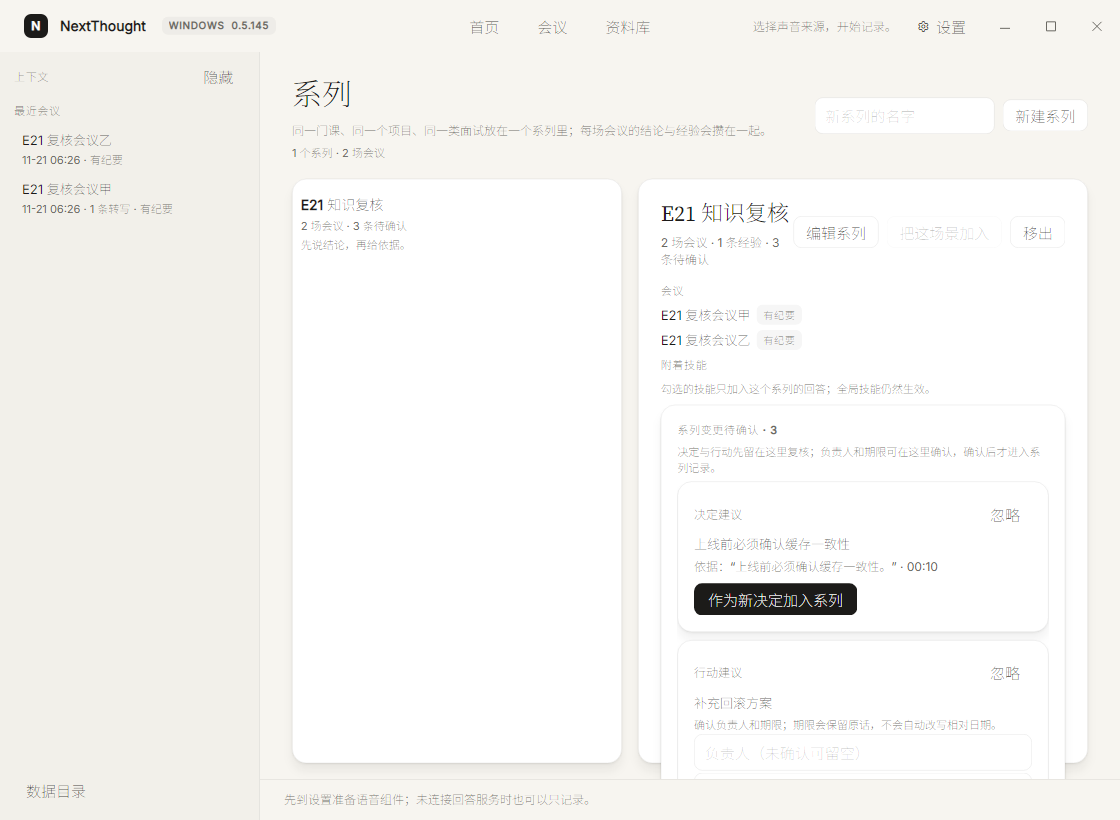 N NextThought WINDOWS 0.5.145 首页 会议 资料库 选择声音来源，开始记录。 设置
上下文 隐藏
最近会议
E21 复核会议乙
11-21 06:26 · 有纪要
E21 复核会议甲
11-21 06:26 · 1 条转写 · 有纪要
数据目录
系列
同一门课、同一个项目、同一类面试放在一个系列里；每场会议的结论与经验会攒在一起。
1 个系列 · 2 场会议
新系列的名字 新建系列
E21 知识复核
2 场会议 · 3 条待确认
先说结论，再给依据。
E21 知识复核
2 场会议 · 1 条经验 · 3
条待确认
编辑系列 把这场景加入 移出
会议
E21 复核会议甲 有纪要
E21 复核会议乙 有纪要
附着技能
勾选的技能只加入这个系列的回答；全局技能仍然生效。
系列变更待确认 · 3
决定与行动先留在这里复核；负责人和期限可在这里确认，确认后才进入系
列记录。
决定建议 忽略
上线前必须确认缓存一致性
依据：“上线前必须确认缓存一致性。” · 00:10
作为新决定加入系列
行动建议 忽略
补充回滚方案
确认负责人和期限；期限会保留原话，不会自动改写相对日期。
负责人（未确认可留空）
先到设置准备语音组件；未连接回答服务时也可以只记录。